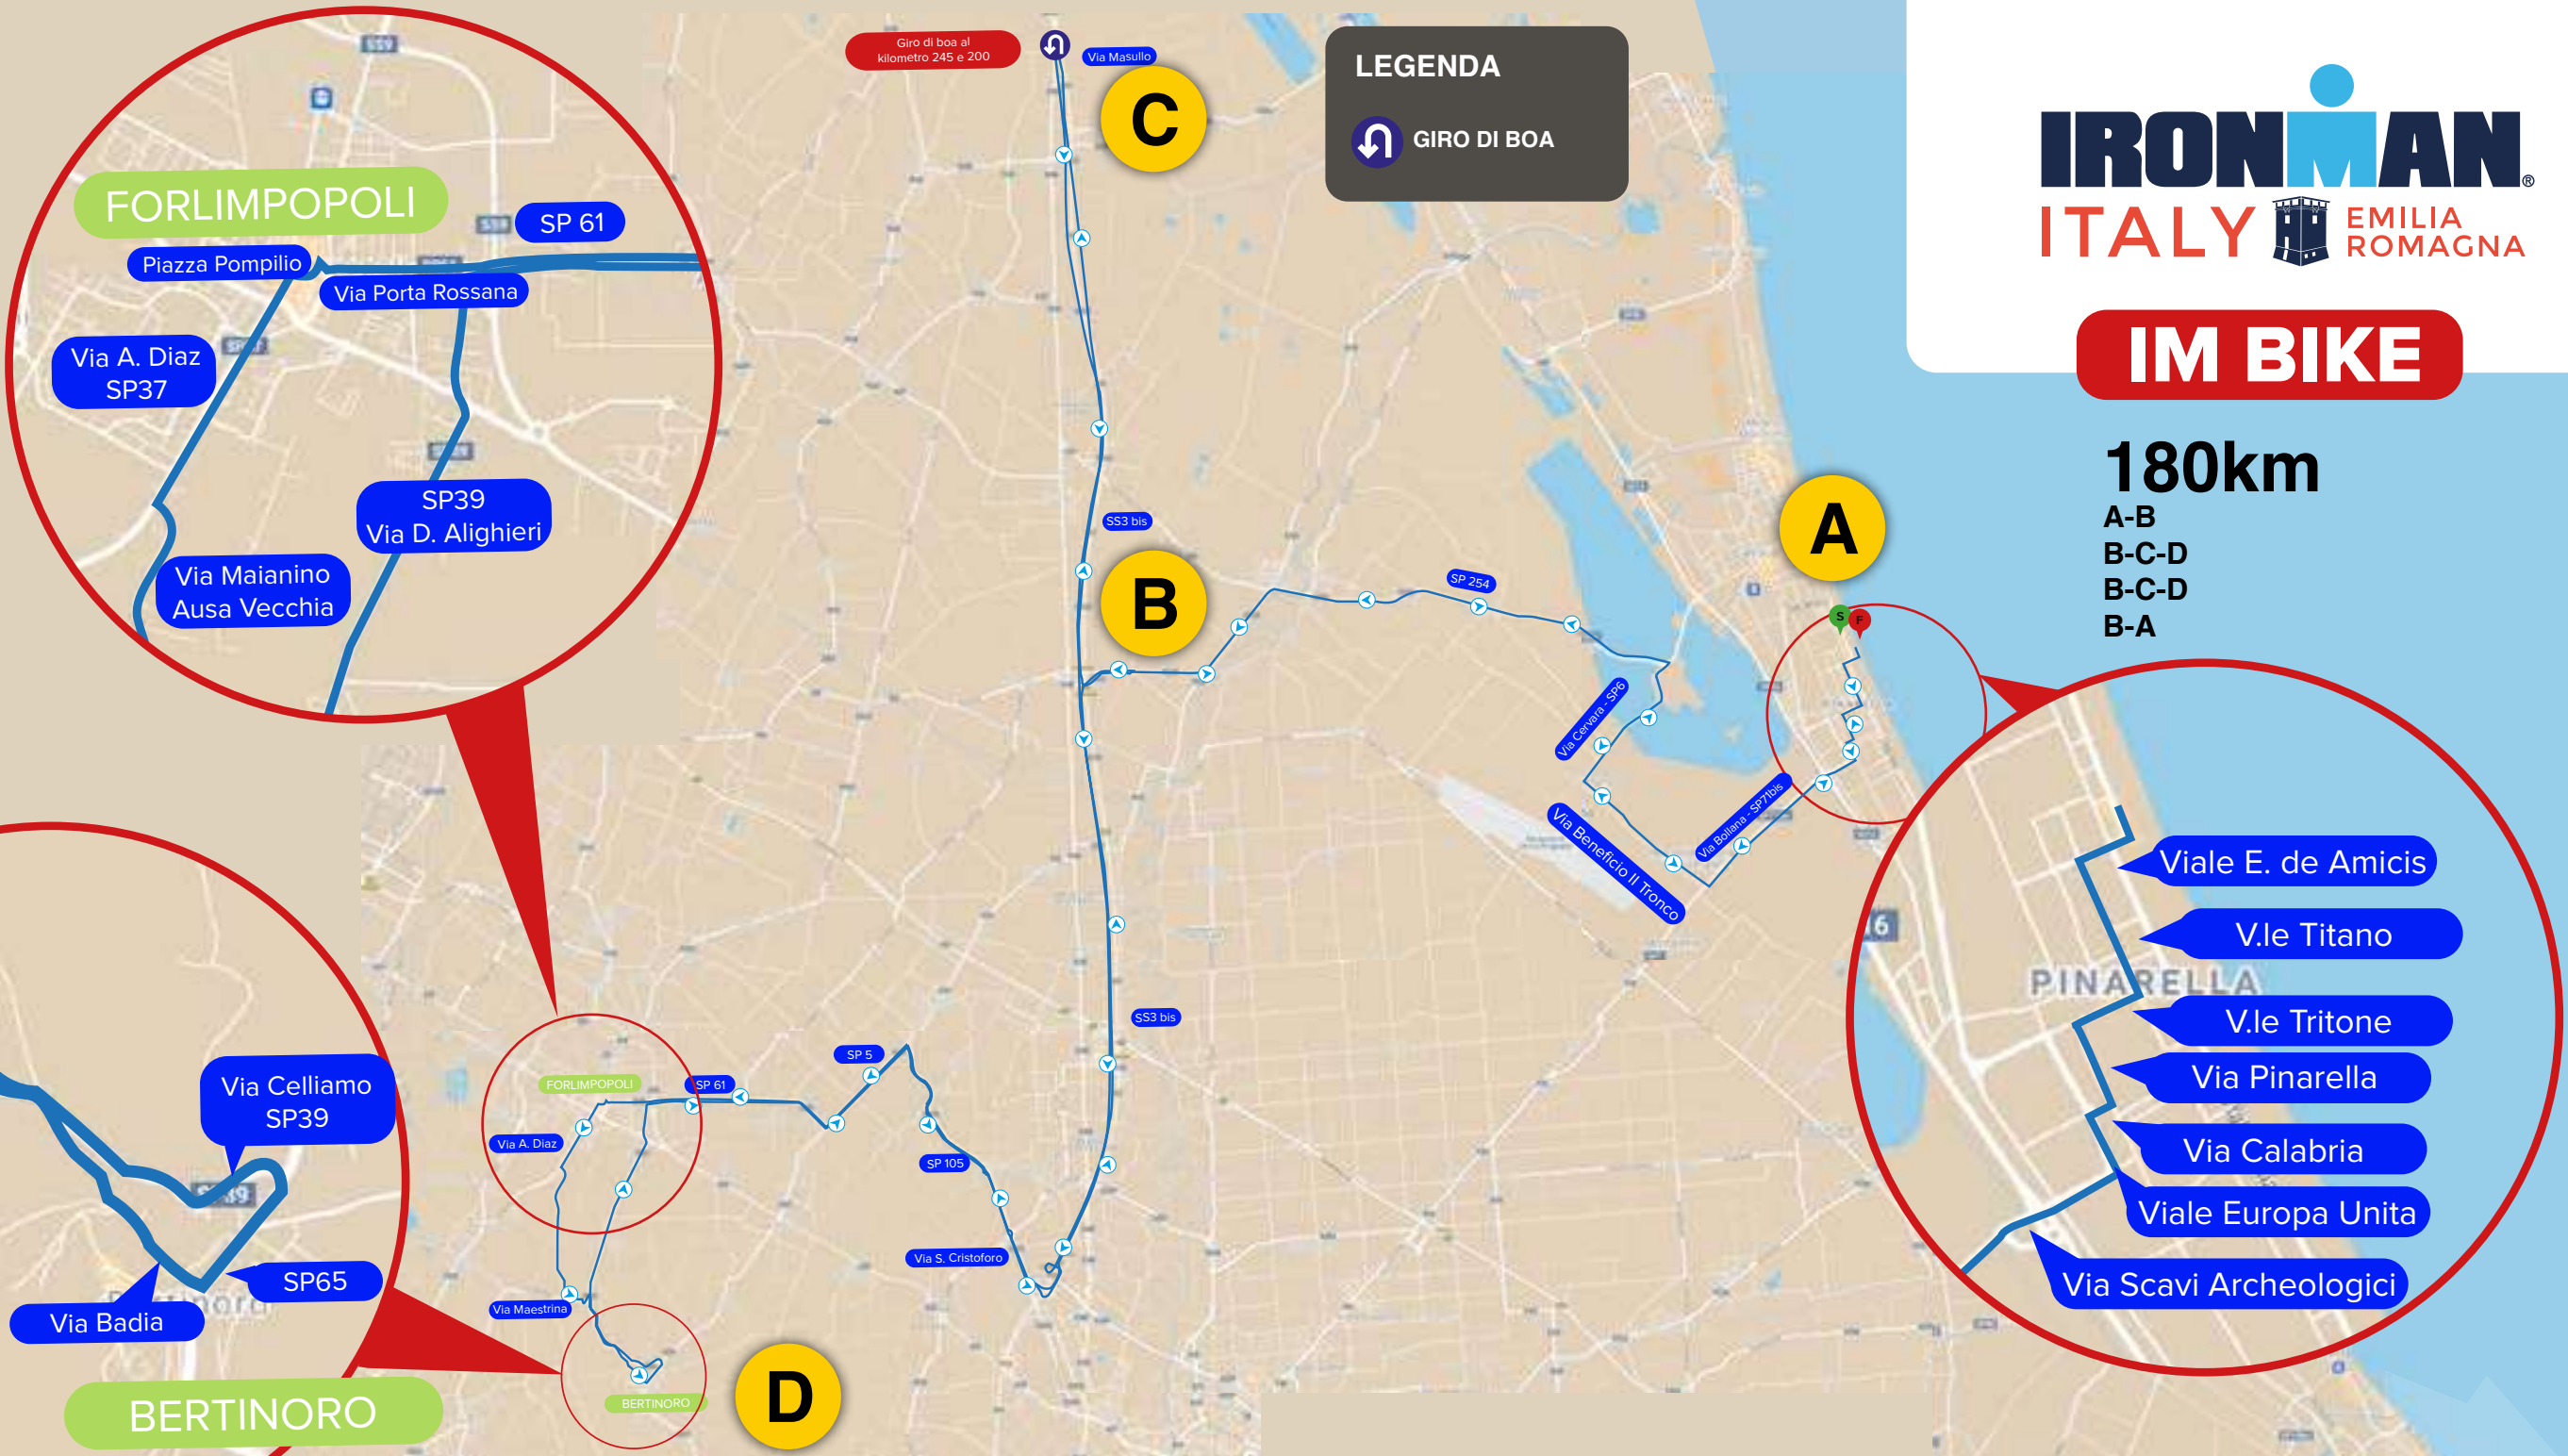 IRONMAN®
ITALY
EMILIA
ROMAGNA
IM BIKE
180km
A-B
B-C-D
B-C-D
B-A
LEGENDA
GIRO DI BOA
Giro di boa al
kilometro 245 e 200
Via Masullo
C
SS3 bis
B
SP 254
A
S
F
Via Cervara - SP6
Via Beneficio II Tronco
Via Bollana - SP71bis
SS3 bis
SP 5
SP 61
SP 105
Via S. Cristoforo
FORLIMPOPOLI
Via A. Diaz
Via Maestrina
BERTINORO
D
FORLIMPOPOLI
SP 61
Piazza Pompilio
Via Porta Rossana
Via A. Diaz
SP37
SP39
Via D. Alighieri
Via Maianino
Ausa Vecchia
Via Celliamo
SP39
SP65
Via Badia
BERTINORO
Viale E. de Amicis
V.le Titano
PINARELLA
V.le Tritone
Via Pinarella
Via Calabria
Viale Europa Unita
Via Scavi Archeologici